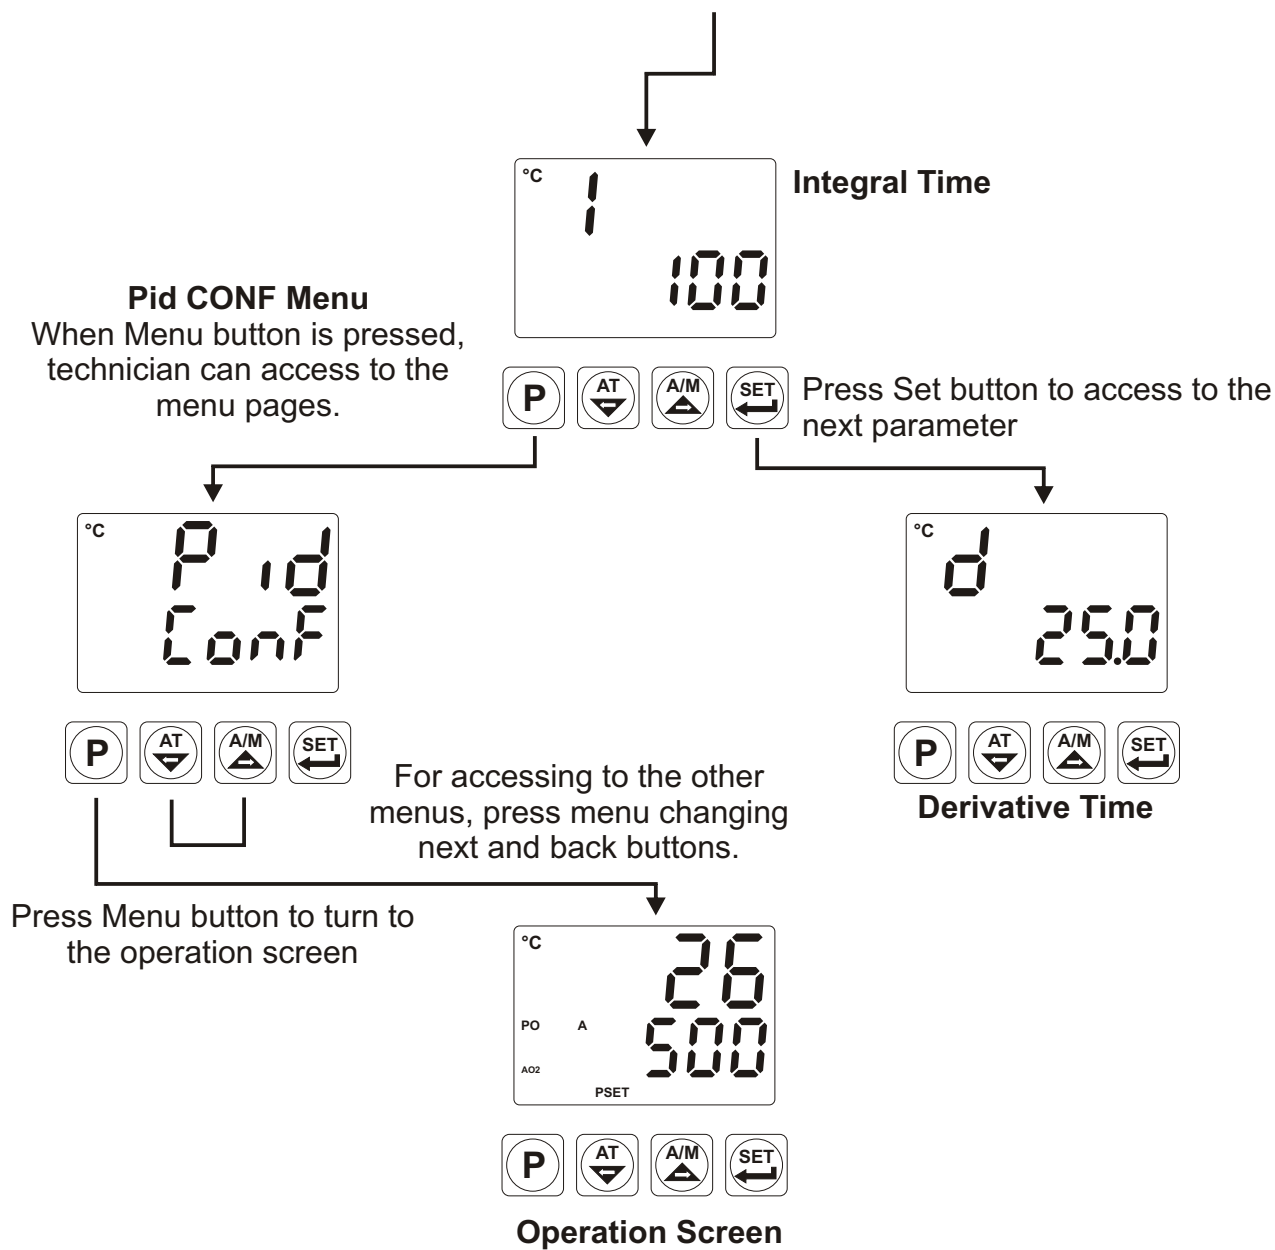 °C
I
Integral Time
100
Pid CONF Menu
When Menu button is pressed,
technician can access to the
menu pages.
P
AT
A/M
SET
Press Set button to access to the
next parameter
°C
Pid
ConF
P
AT
A/M
SET
°C
d
25.0
P
AT
A/M
SET
Derivative Time
For accessing to the other
menus, press menu changing
next and back buttons.
Press Menu button to turn to
the operation screen
°C
26
PO A
500
AO2
PSET
P
AT
A/M
SET
Operation Screen